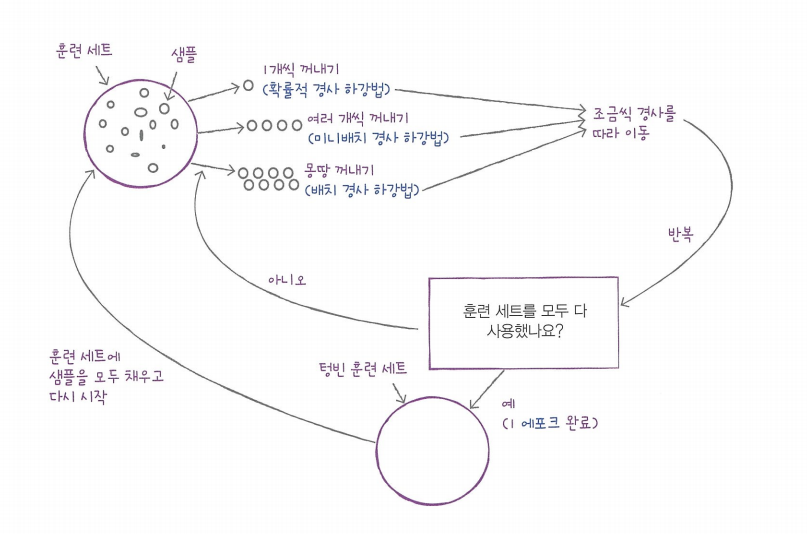 훈련 세트
샘플
1개씩 꺼내기
(확률적 경사 하강법)
여러 개씩 꺼내기
(미니배치 경사 하강법)
몽땅 꺼내기
(배치 경사 하강법)
조금씩 경사를
따라 이동
반복
아니오
훈련 세트를 모두 다
사용했나요?
훈련 세트에
샘플을 모두 채우고
다시 시작
텅빈 훈련 세트
예
(1 에포크 완료)